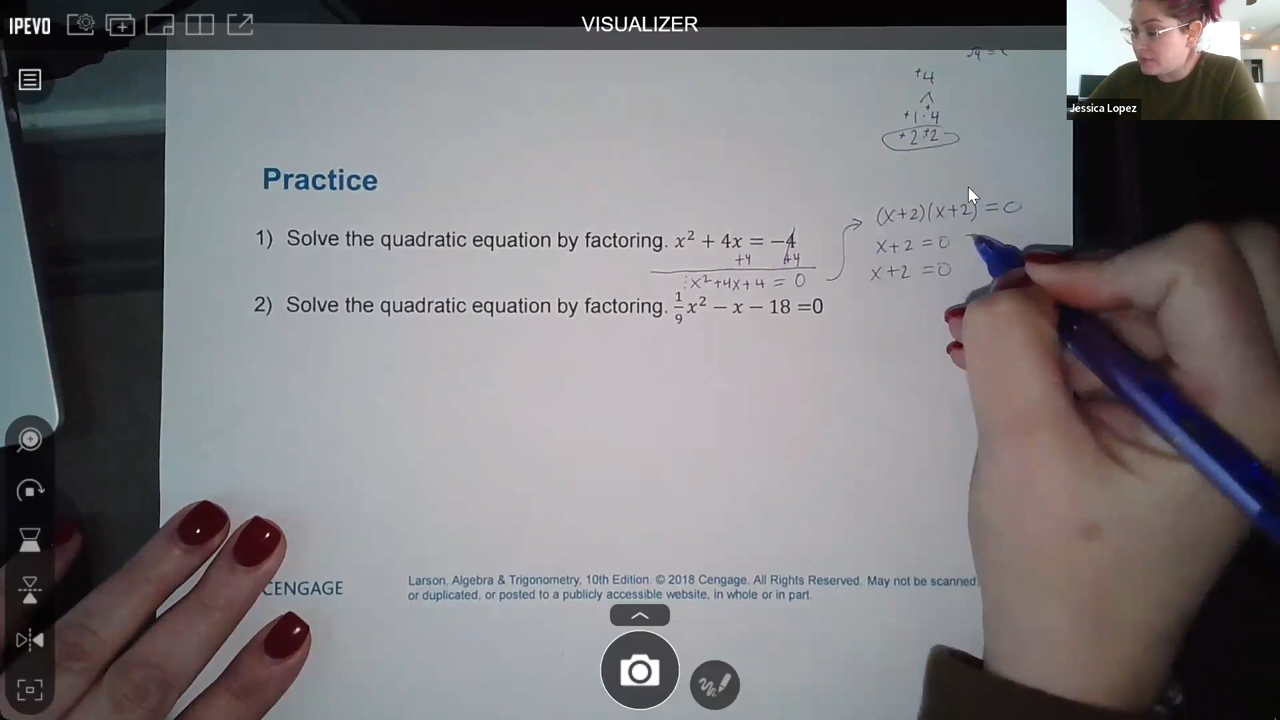 IPEVO
VISUALIZER
Jessica Lopez
+4
+1 +4
+2 +2
Practice
(x+2)(x+2) = 0
1) Solve the quadratic equation by factoring. x² + 4x = −4
+4 +4
x+2 = 0
x²+4x+4 = 0
x+2 = 0
2) Solve the quadratic equation by factoring. 1/9 x² − x − 18 =0
CENGAGE
Larson, Algebra & Trigonometry, 10th Edition. © 2018 Cengage. All Rights Reserved. May not be scanned,
or duplicated, or posted to a publicly accessible website, in whole or in part.